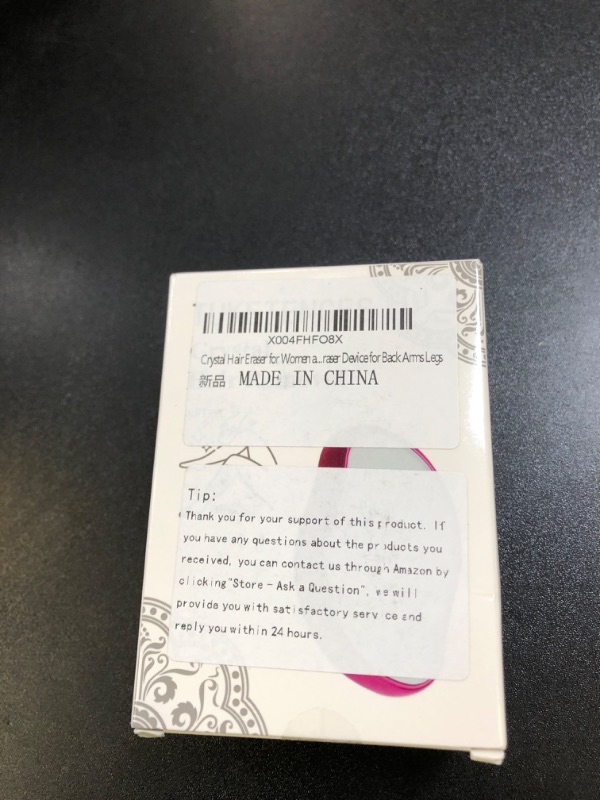 X004FHFO8X
Crystal Hair Eraser for Women a...raser Device for Back Arms Legs
新品 MADE IN CHINA
Tip:
Thank you for your support of this product. If
you have any questions about the products you
received, you can contact us through Amazon by
clicking "Store - Ask a Question", we will
provide you with satisfactory service and
reply you within 24 hours.